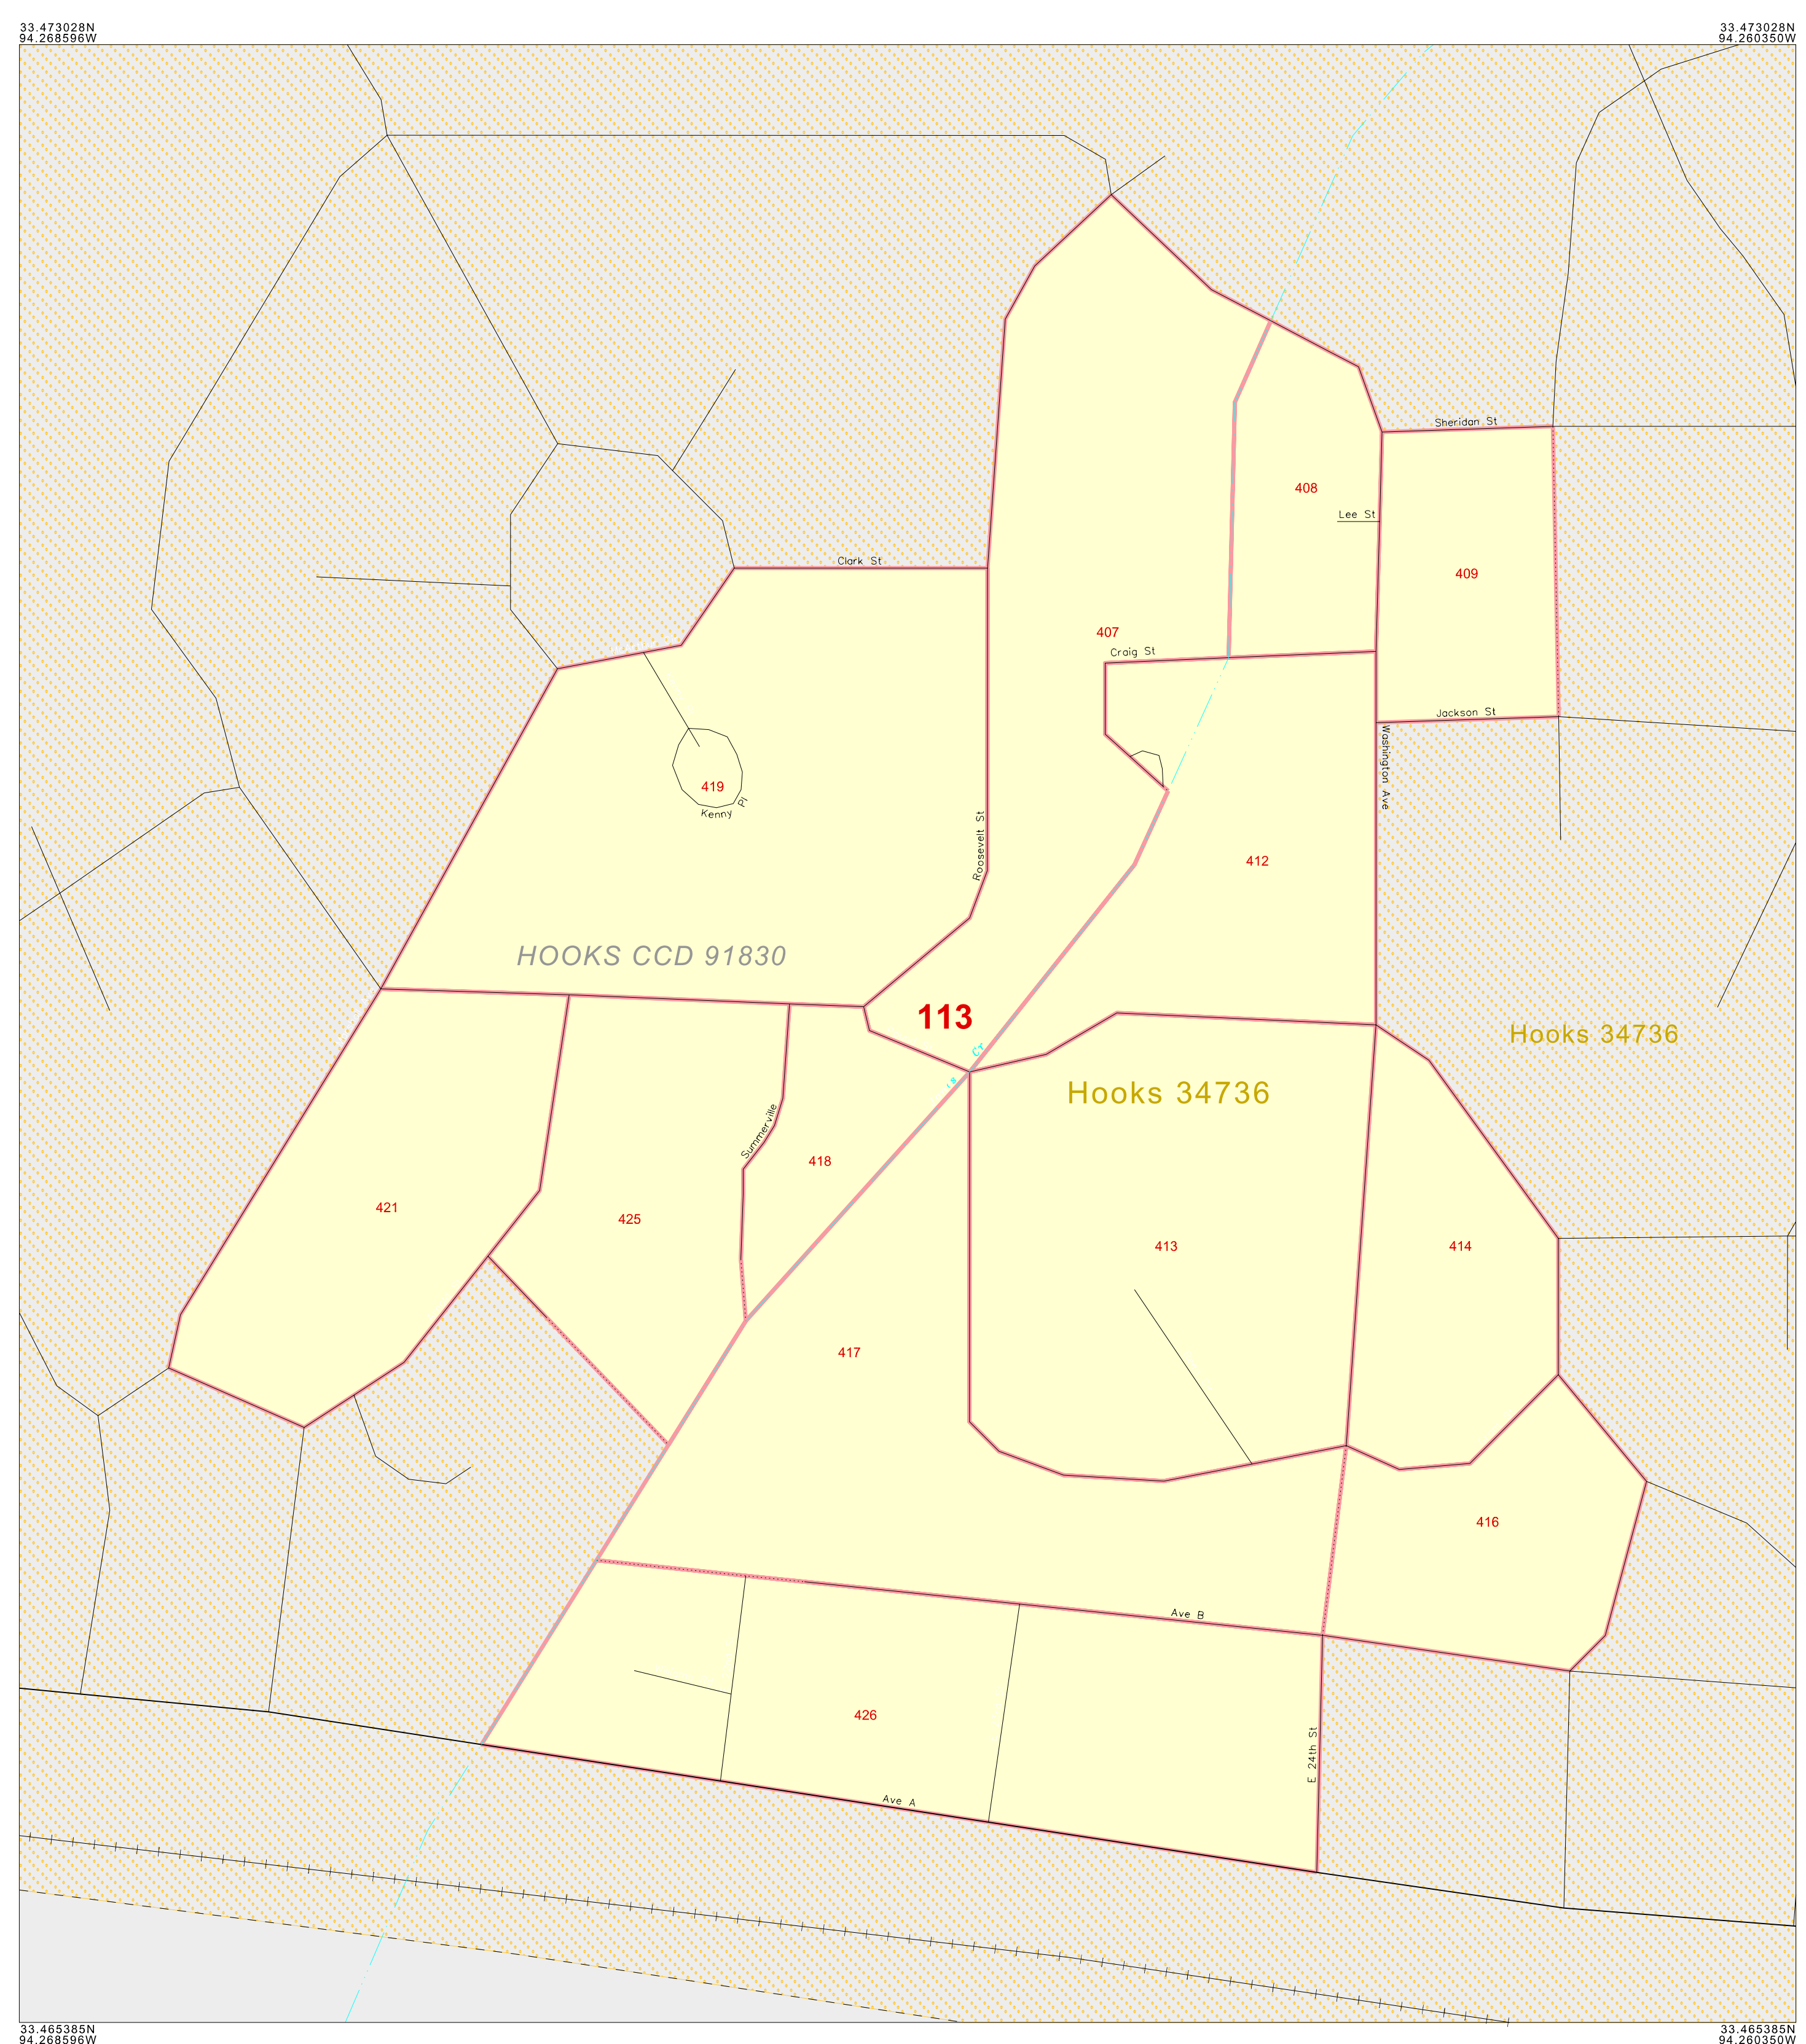 33.473028N
94.268596W
33.473028N
94.260350W
Sheridan St
408
Lee St
Clark St
409
407
Craig St
Jackson St
Washington Ave
419
Kenny Pl
Roosevelt St
412
HOOKS CCD 91830
113
Hooks 34736
Cr
is
Hooks 34736
Summerville
418
421
425
413
414
417
416
Ave B
426
E 24th St
Ave A
33.465385N
94.268596W
33.465385N
94.260350W